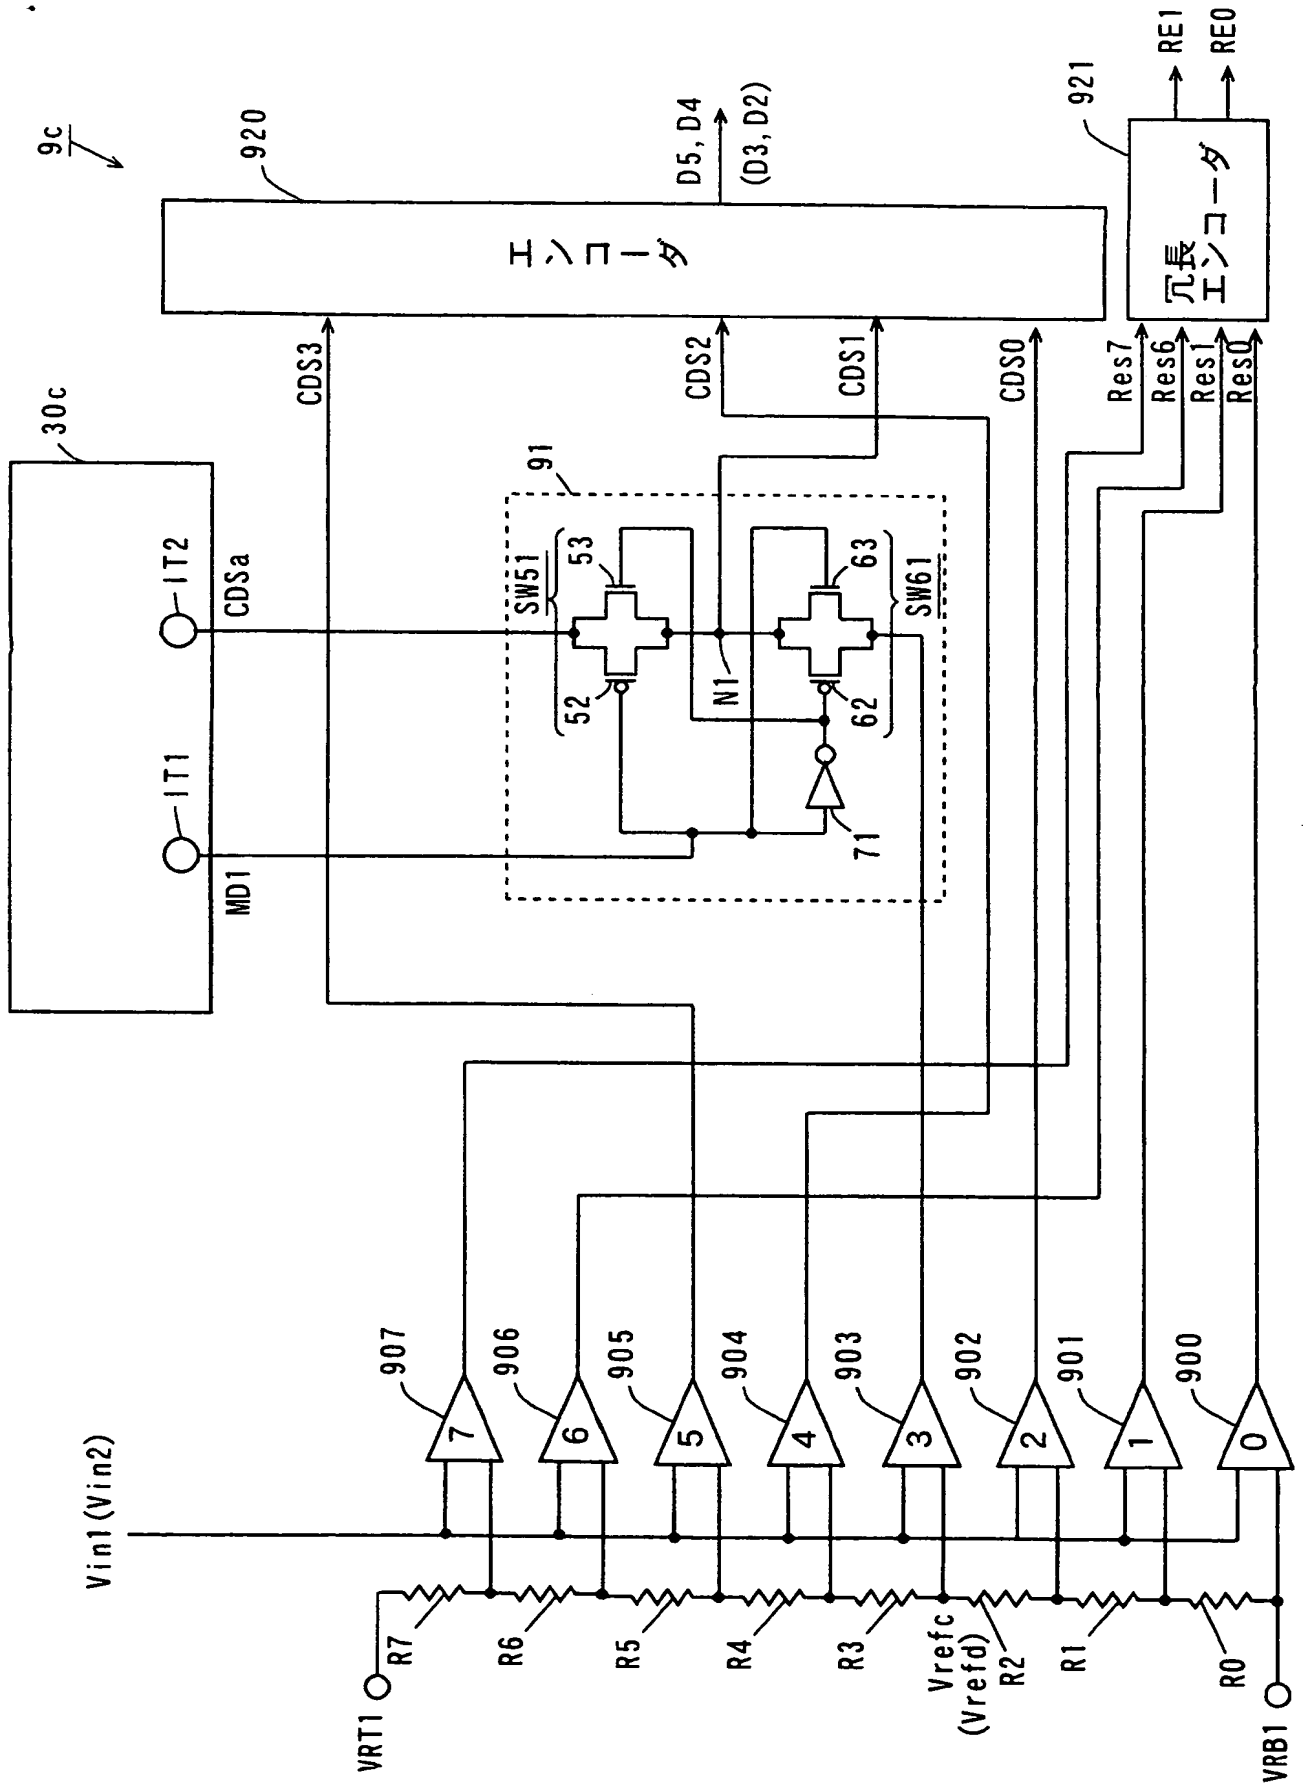 9c
30c
IT1
IT2
MD1
CDSa
920
エンコーダ
D5, D4
(D3, D2)
921
冗長
エンコーダ
RE1
RE0
CDS3
CDS2
CDS1
CDS0
Res7
Res6
Res1
Res0
91
SW51
52
53
N1
62
63
SW61
71
Vin1(Vin2)
907
7
906
6
905
5
904
4
903
3
902
2
901
1
900
0
VRT1
R7
R6
R5
R4
R3
Vrefc
(Vrefd)
R2
R1
R0
VRB1